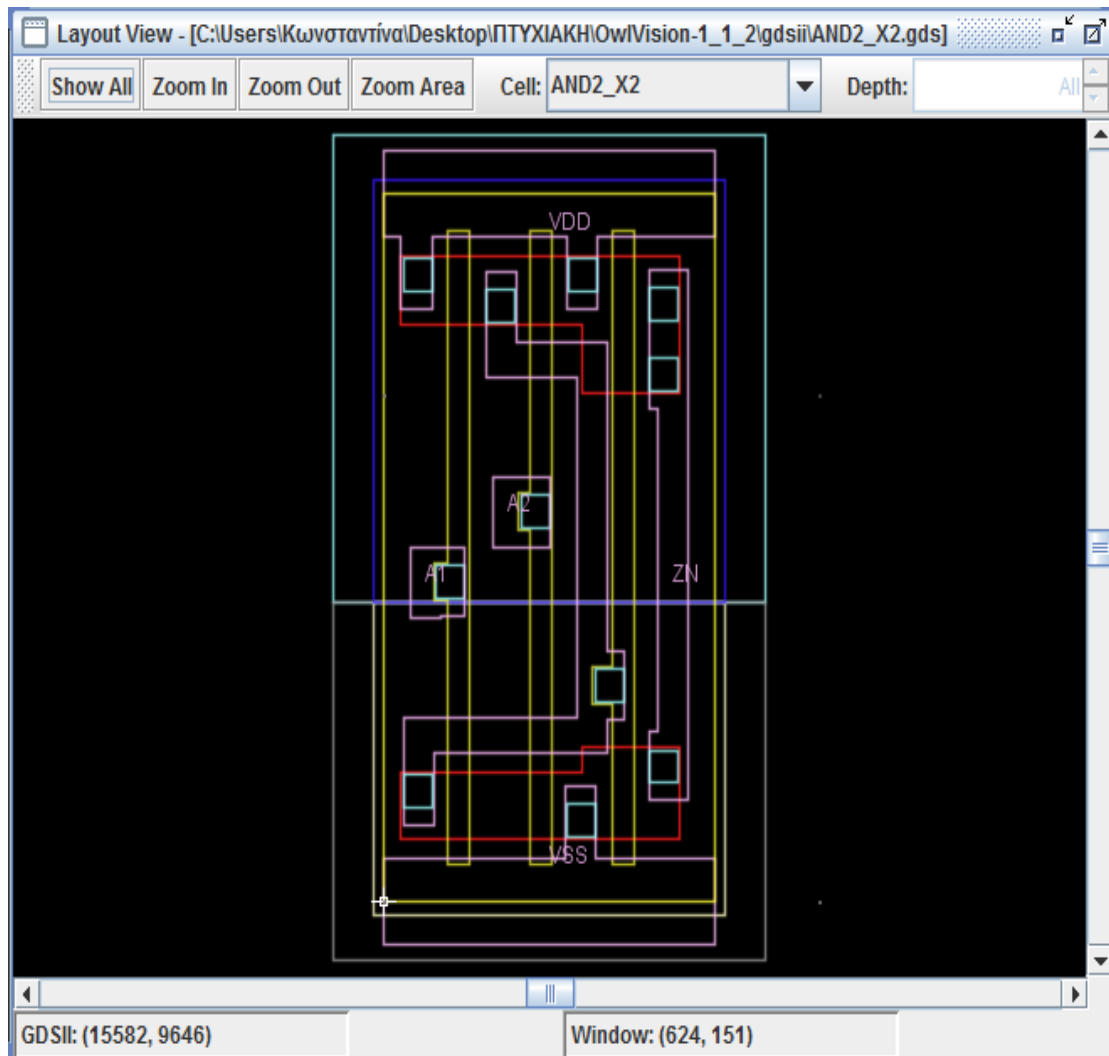 Layout View - [C:\Users\Κωνσταντίνα\Desktop\ΠΤΥΧΙΑΚΗ\OwlVision-1_1_2\gdsii\AND2_X2.gds]
Show All Zoom In Zoom Out Zoom Area Cell: AND2_X2 Depth: All
VDD
A2
A1 ZN
VSS
GDSII: (15582, 9646) Window: (624, 151)